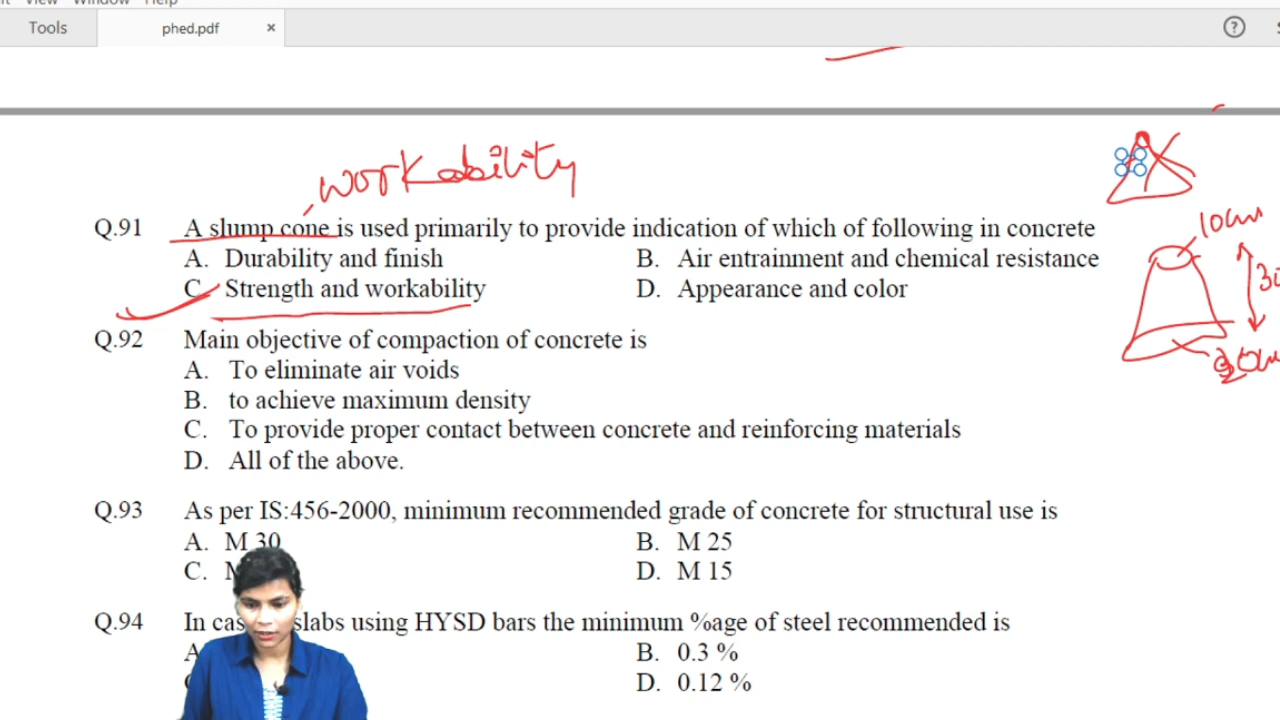 View Window Help
Tools
phed.pdf ×
?
workability
10cm
30
20cm
Q.91 A slump cone is used primarily to provide indication of which of following in concrete
A. Durability and finish B. Air entrainment and chemical resistance
C. Strength and workability D. Appearance and color
Q.92 Main objective of compaction of concrete is
A. To eliminate air voids
B. to achieve maximum density
C. To provide proper contact between concrete and reinforcing materials
D. All of the above.
Q.93 As per IS:456-2000, minimum recommended grade of concrete for structural use is
A. M 30 B. M 25
C. D. M 15
Q.94 In slabs using HYSD bars the minimum %age of steel recommended is
A B. 0.3 %
D. 0.12 %